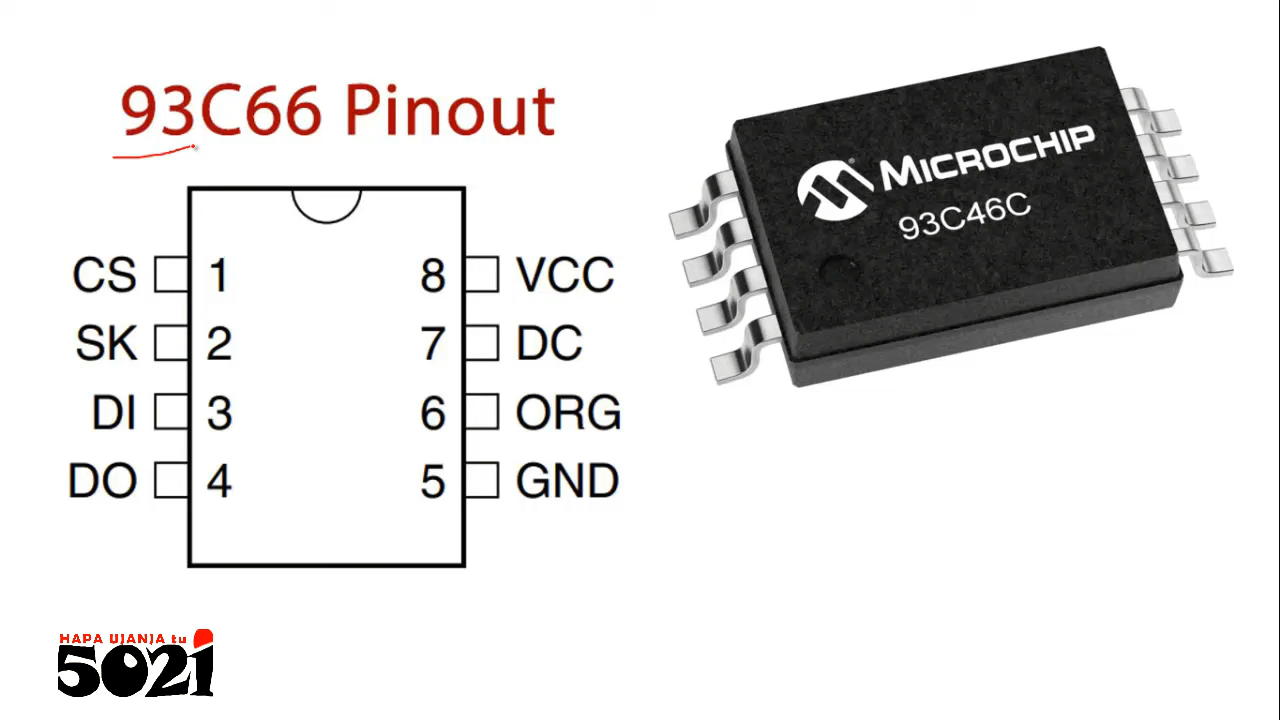 93C66 Pinout
CS 1 8 VCC
SK 2 7 DC
DI 3 6 ORG
DO 4 5 GND
MICROCHIP
93C46C
HAPA UJANJA tu
5021